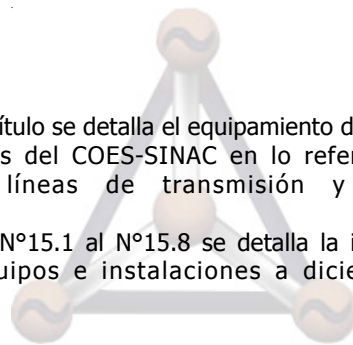 ítulo se detalla el equipamiento d
s del COES-SINAC en lo refer
líneas de transmisión y
N°15.1 al N°15.8 se detalla la i
uipos e instalaciones a dicie